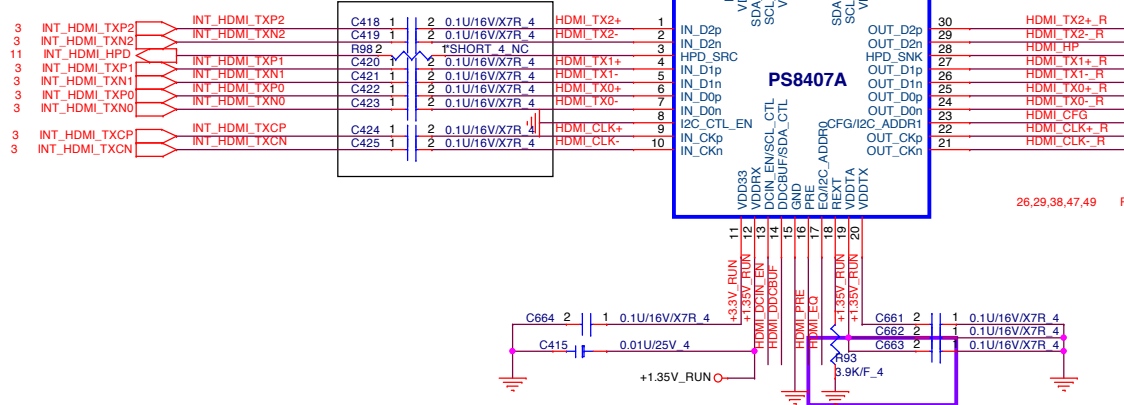 3 INT_HDMI_TXP2 INT_HDMI_TXP2 C418 1 2 0.1U/16V/X7R_4 HDMI_TX2+ 1 IN_D2p OUT_D2p 30 HDMI_TX2+_R
3 INT_HDMI_TXN2 INT_HDMI_TXN2 C419 1 2 0.1U/16V/X7R_4 HDMI_TX2- 2 IN_D2n OUT_D2n 29 HDMI_TX2-_R
11 INT_HDMI_HPD R98 2 1 *SHORT_4_NC 3 HPD_SRC HPD_SNK 28 HDMI_HP
3 INT_HDMI_TXP1 INT_HDMI_TXP1 C420 1 2 0.1U/16V/X7R_4 HDMI_TX1+ 4 IN_D1p OUT_D1p 27 HDMI_TX1+_R
3 INT_HDMI_TXN1 INT_HDMI_TXN1 C421 1 2 0.1U/16V/X7R_4 HDMI_TX1- 5 IN_D1n OUT_D1n 26 HDMI_TX1-_R
PS8407A
3 INT_HDMI_TXP0 INT_HDMI_TXP0 C422 1 2 0.1U/16V/X7R_4 HDMI_TX0+ 6 IN_D0p OUT_D0p 25 HDMI_TX0+_R
3 INT_HDMI_TXN0 INT_HDMI_TXN0 C423 1 2 0.1U/16V/X7R_4 HDMI_TX0- 7 IN_D0n OUT_D0n 24 HDMI_TX0-_R
8 I2C_CTL_EN CFG/I2C_ADDR1 23 HDMI_CFG
3 INT_HDMI_TXCP INT_HDMI_TXCP C424 1 2 0.1U/16V/X7R_4 HDMI_CLK+ 9 IN_CKp OUT_CKp 22 HDMI_CLK+_R
3 INT_HDMI_TXCN INT_HDMI_TXCN C425 1 2 0.1U/16V/X7R_4 HDMI_CLK- 10 IN_CKn OUT_CKn 21 HDMI_CLK-_R
VDD33
VDDRX
DCIN_EN/SCL_CTL
DDCBUF/SDA_CTL
GND
PRE
EQ/I2C_ADDR0
REXT
VDDTA
VDDTX
26,29,38,47,49
11 12 13 14 15 16 17 18 19 20
+3.3V_RUN
+1.35V_RUN
HDMI_DCIN_EN
HDMI_DDCBUF
HDMI_PRE
HDMI_EQ
+1.35V_RUN
+1.35V_RUN
C664 2 1 0.1U/16V/X7R_4 C661 2 1 0.1U/16V/X7R_4
C662 2 1 0.1U/16V/X7R_4
C415 0.01U/25V_4 C663 2 1 0.1U/16V/X7R_4
R93
3.9K/F_4
+1.35V_RUN